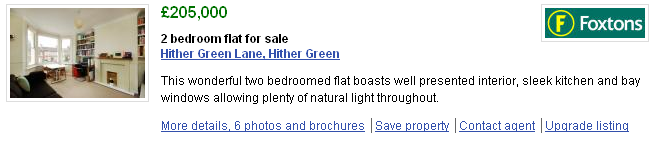 £205,000
F Foxtons
2 bedroom flat for sale
Hither Green Lane, Hither Green
This wonderful two bedroomed flat boasts well presented interior, sleek kitchen and bay
windows allowing plenty of natural light throughout.
More details, 6 photos and brochures | Save property | Contact agent | Upgrade listing